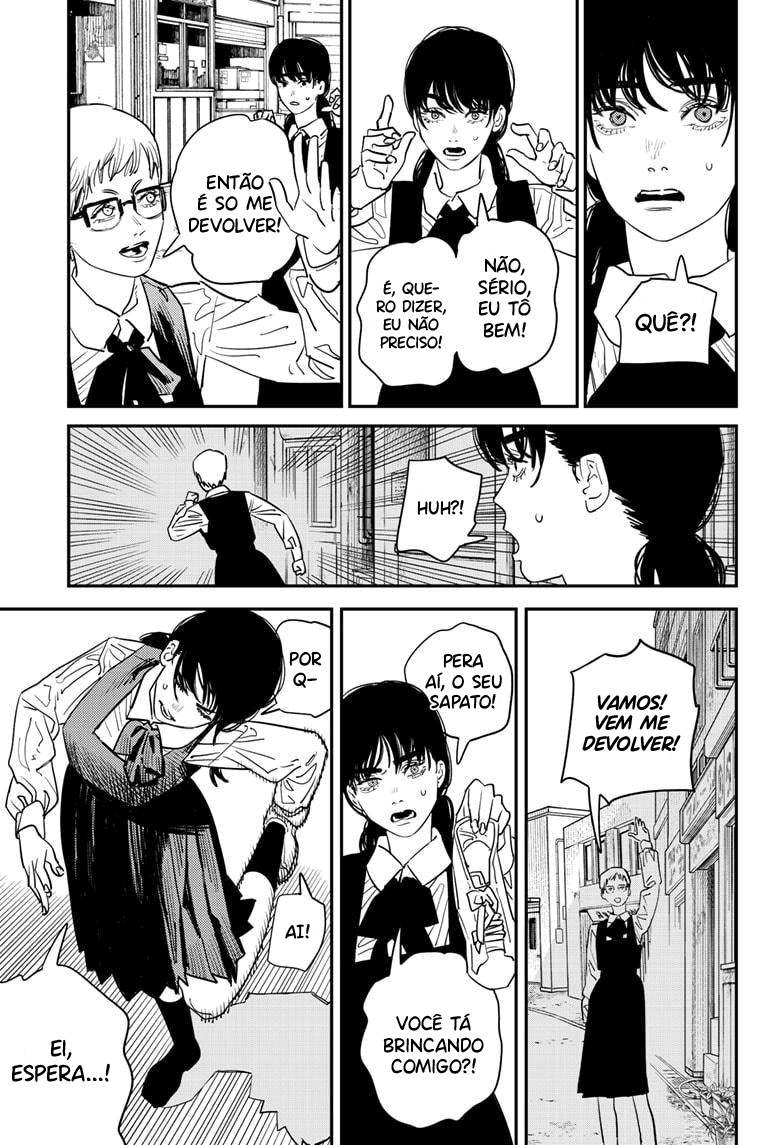 QUÊ?!
NÃO,
SÉRIO,
EU TÔ
BEM!
É, QUE-
RO DIZER,
EU NÃO
PRECISO!
ENTÃO
É SO ME
DEVOLVER!
HUH?!
VAMOS!
VEM ME
DEVOLVER!
PERA
AÍ, O SEU
SAPATO!
VOCÊ TÁ
BRINCANDO
COMIGO?!
POR
Q-
AI!
EI,
ESPERA...!